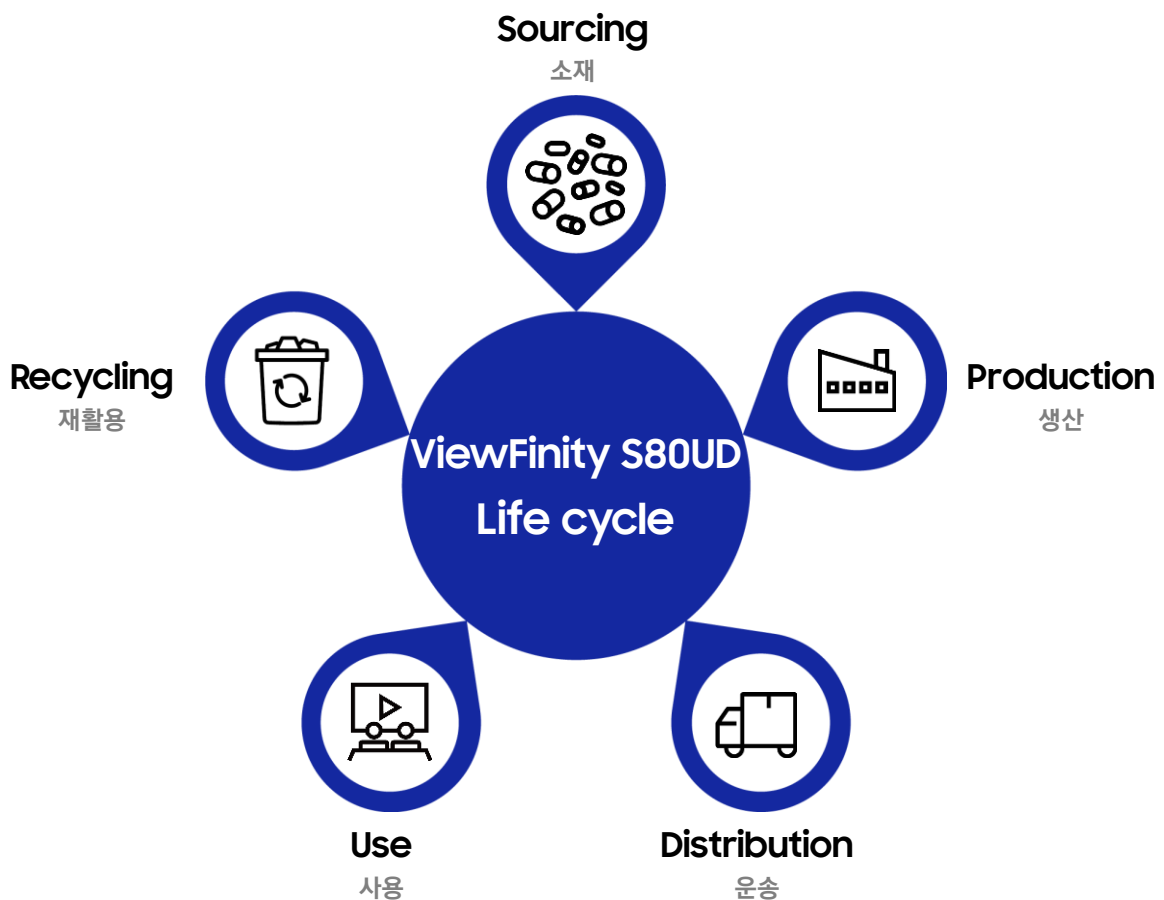 Sourcing
소재
Recycling
재활용
Production
생산
ViewFinity S80UD
Life cycle
Use
사용
Distribution
운송